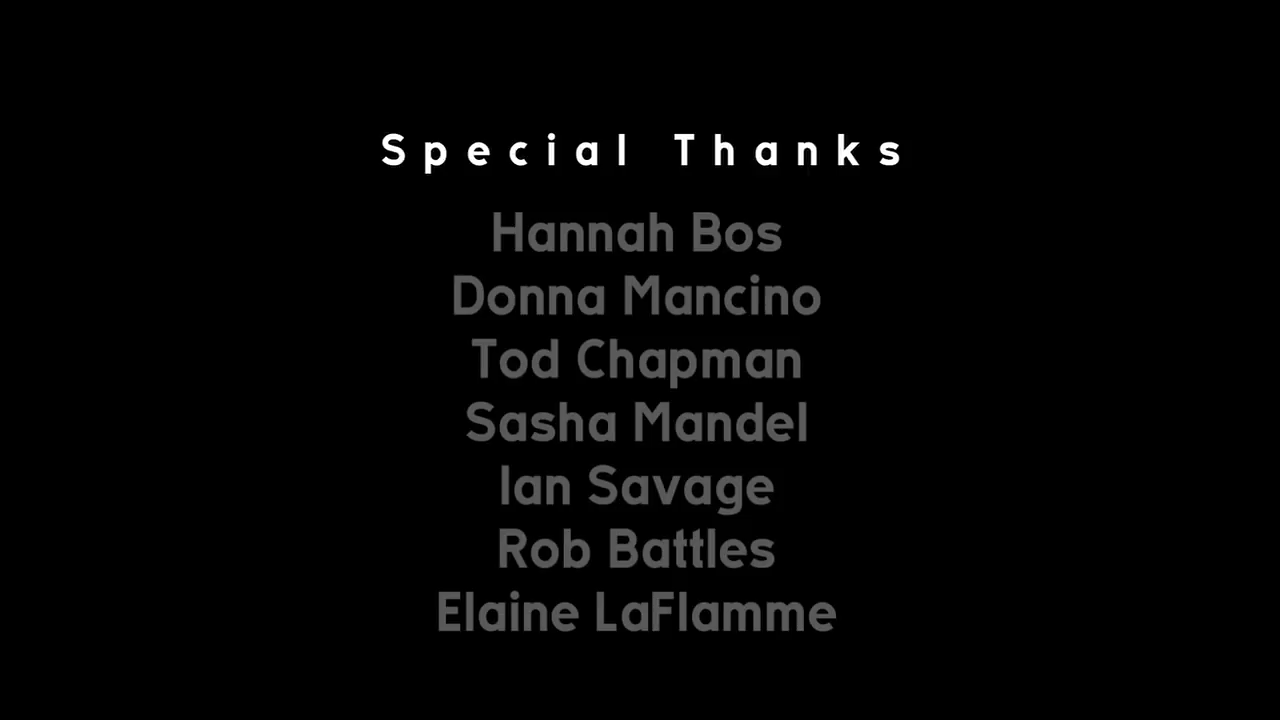 Special Thanks
Hannah Bos
Donna Mancino
Tod Chapman
Sasha Mandel
Ian Savage
Rob Battles
Elaine LaFlamme